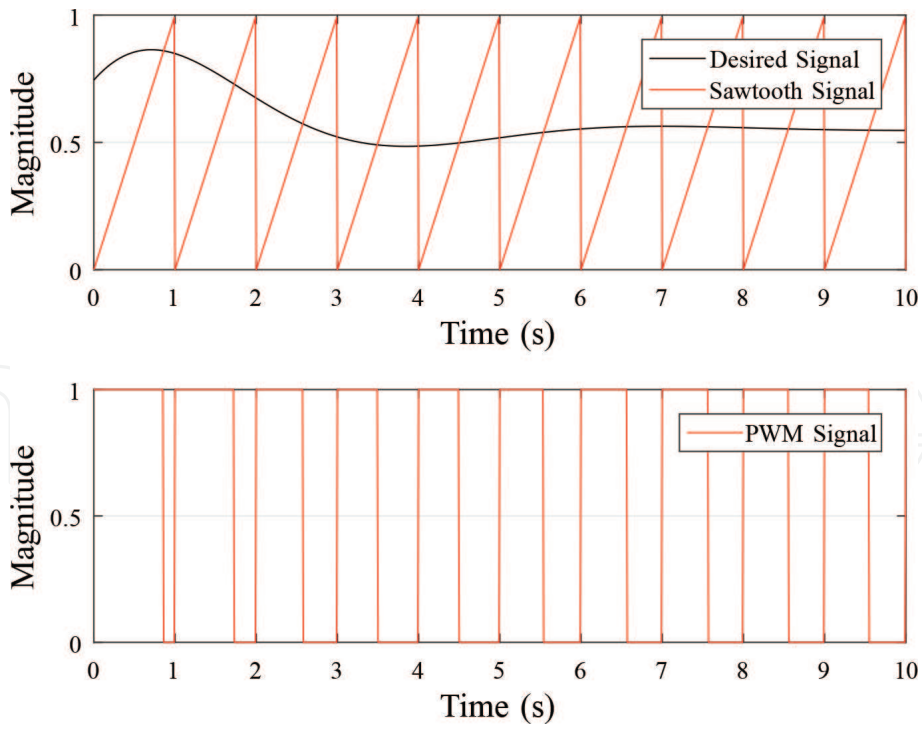 1
Desired Signal
Sawtooth Signal
Magnitude
0.5
0
0 1 2 3 4 5 6 7 8 9 10
Time (s)
1
PWM Signal
Magnitude
0.5
0
0 1 2 3 4 5 6 7 8 9 10
Time (s)